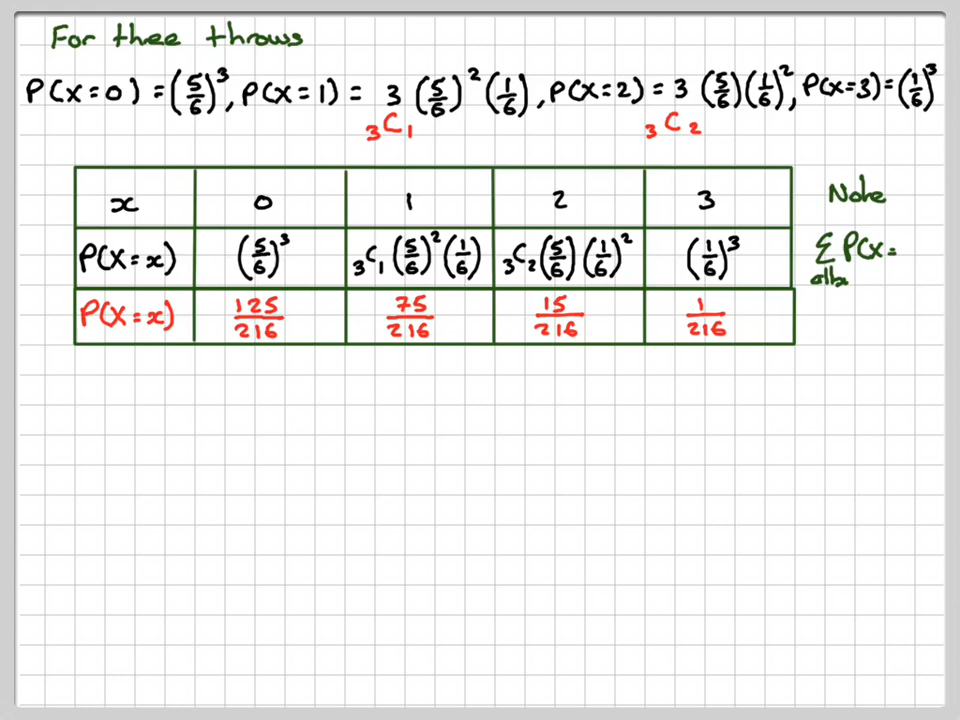 For three throws
P(X=0) = (5/6)³, P(X=1) = 3 (5/6)² (1/6), P(X=2) = 3 (5/6)(1/6)², P(X=3) = (1/6)³
₃C₁ ₃C₂
x 0 1 2 3 Note
P(X=x) (5/6)³ ₃C₁(5/6)²(1/6) ₃C₂(5/6)(1/6)² (1/6)³ Σ P(X=
all x
P(X=x) 125/216 75/216 15/216 1/216